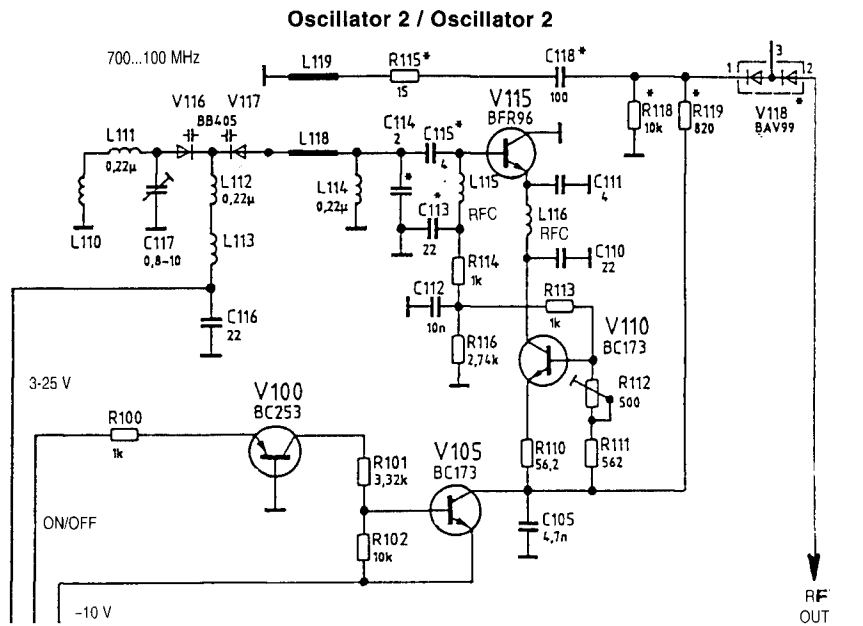 Oscillator 2 / Oscillator 2
700...100 MHz
L119
R115*
15
C118*
100
3
1
2
V118
BAV99
*
*
R118
10k
*
R119
820
V116
V117
BB405
L111
0,22µ
L118
C114
2
*
C115*
4
V115
BFR96
L110
C117
0,8-10
L112
0,22µ
L113
L114
0,22µ
*
C113
22
L115
RFC
C111
4
L116
RFC
C110
22
R114
1k
C112
10n
R113
1k
C116
22
R116
2,74k
V110
BC173
R112
500
3-25 V
V100
BC253
R100
1k
R101
3,32k
V105
BC173
R110
56,2
R111
562
ON/OFF
R102
10k
C105
4,7n
-10 V
RF
OUT